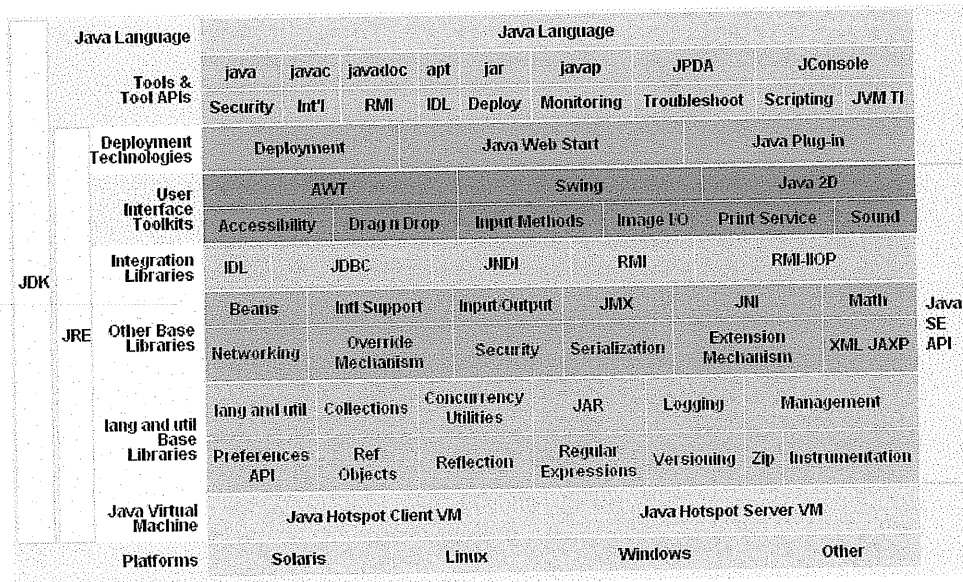 Java Language Java Language
Tools & Tool APIs
java javac javadoc apt jar javap JPDA JConsole
Security Int'l RMI IDL Deploy Monitoring Troubleshoot Scripting JVM TI
Deployment Technologies
Deployment Java Web Start Java Plug-in
User Interface Toolkits
AWT Swing Java 2D
Accessibility Drag n Drop Input Methods Image I/O Print Service Sound
Integration Libraries
IDL JDBC JNDI RMI RMI-IIOP
JDK
JRE
Other Base Libraries
Beans Intl Support Input Output JMX JNI Math
Networking Override Mechanism Security Serialization Extension Mechanism XML JAXP
Java SE API
lang and util Base Libraries
lang and util Collections Concurrency Utilities JAR Logging Management
Preferences API Ref Objects Reflection Regular Expressions Versioning Zip Instrumentation
Java Virtual Machine
Java Hotspot Client VM Java Hotspot Server VM
Platforms Solaris Linux Windows Other